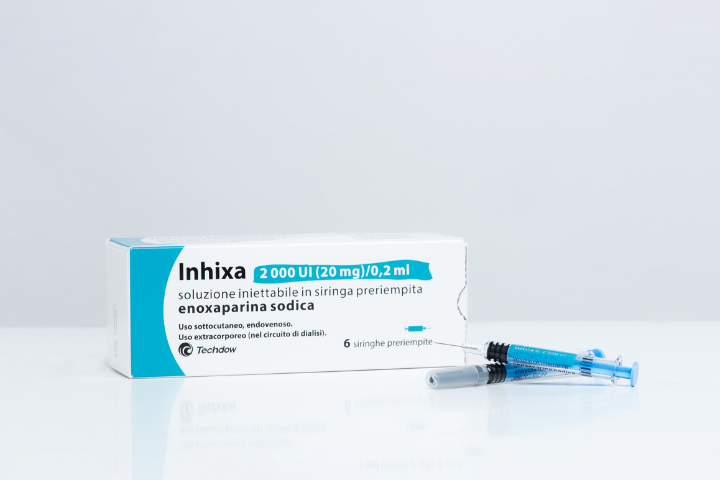 Inhixa 2 000 UI (20 mg)/0,2 ml
soluzione iniettabile in siringa preriempita
enoxaparina sodica
Uso sottocutaneo, endovenoso.
Uso extracorporeo (nel circuito di dialisi).
Techdow
6 siringhe preriempite